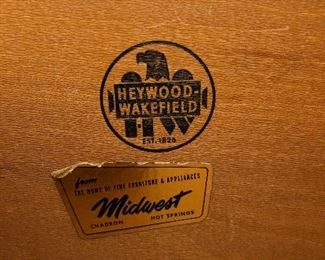 HEYWOOD-
WAKEFIELD
HW
EST. 1826
from
THE HOME OF FINE FURNITURE & APPLIANCES
Midwest
CHADRON HOT SPRINGS